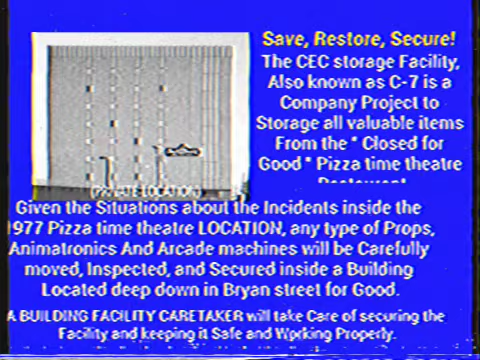 Save, Restore, Secure!
The CEC storage Facility,
Also known as C-7 is a
Company Project to
Storage all valuable items
From the " Closed for
Good " Pizza time theatre
Restaurant
(PRIVATE LOCATION)
Given the Situations about the Incidents inside the
1977 Pizza time theatre LOCATION, any type of Props,
Animatronics And Arcade machines will be Carefully
moved, Inspected, and Secured inside a Building
Located deep down in Bryan street for Good.
A BUILDING FACILITY CARETAKER will take Care of securing the
Facility and keeping it Safe and Working Properly.